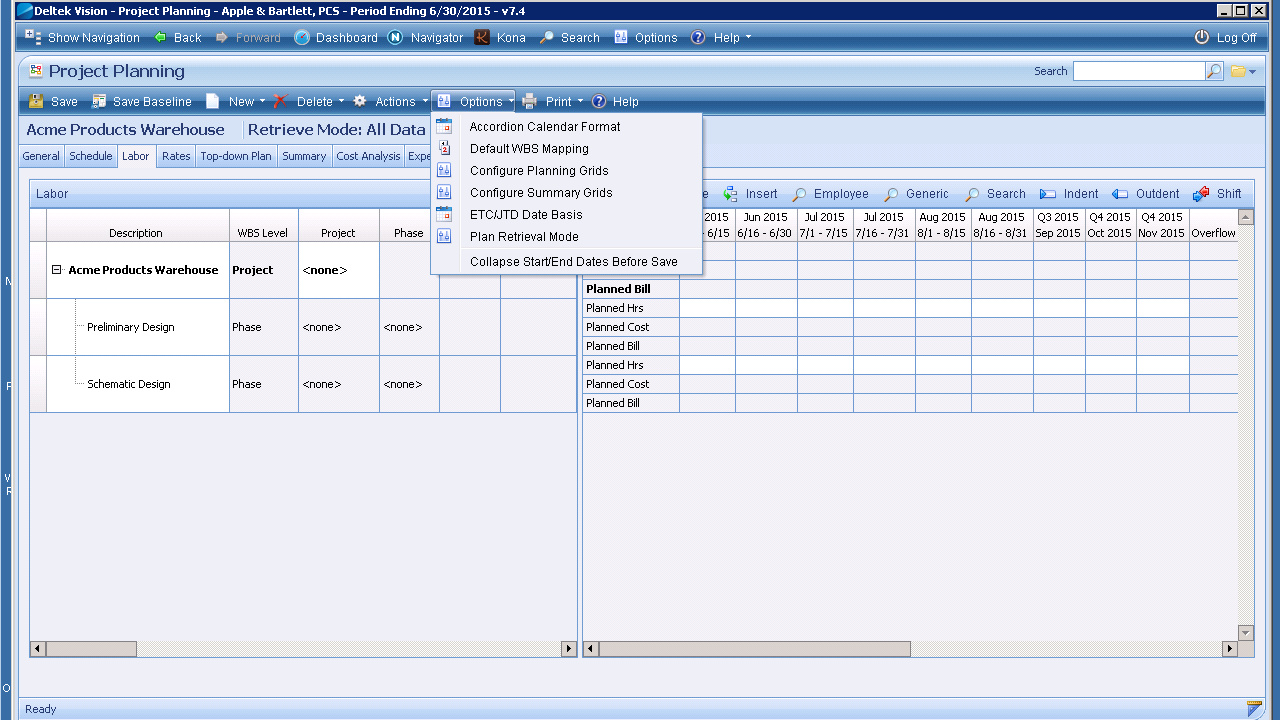 Deltek Vision - Project Planning - Apple & Bartlett, PCS - Period Ending 6/30/2015 - v7.4
Show Navigation Back Forward Dashboard Navigator Kona Search Options Help Log Off
Project Planning Search
Save Save Baseline New Delete Actions Options Print Help
Acme Products Warehouse Retrieve Mode: All Data
General Schedule Labor Rates Top-down Plan Summary Cost Analysis Expe
Accordion Calendar Format
Default WBS Mapping
Configure Planning Grids
Configure Summary Grids
ETC/JTD Date Basis
Plan Retrieval Mode
Collapse Start/End Dates Before Save
Labor Insert Employee Generic Search Indent Outdent Shift
2015 Jun 2015 Jul 2015 Jul 2015 Aug 2015 Aug 2015 Q3 2015 Q4 2015 Q4 2015
Description WBS Level Project Phase - 6/15 6/16 - 6/30 7/1 - 7/15 7/16 - 7/31 8/1 - 8/15 8/16 - 8/31 Sep 2015 Oct 2015 Nov 2015 Overflow
Acme Products Warehouse Project <none>
Planned Bill
Planned Hrs
Preliminary Design Phase <none> <none> Planned Cost
Planned Bill
Planned Hrs
Schematic Design Phase <none> <none> Planned Cost
Planned Bill
Ready